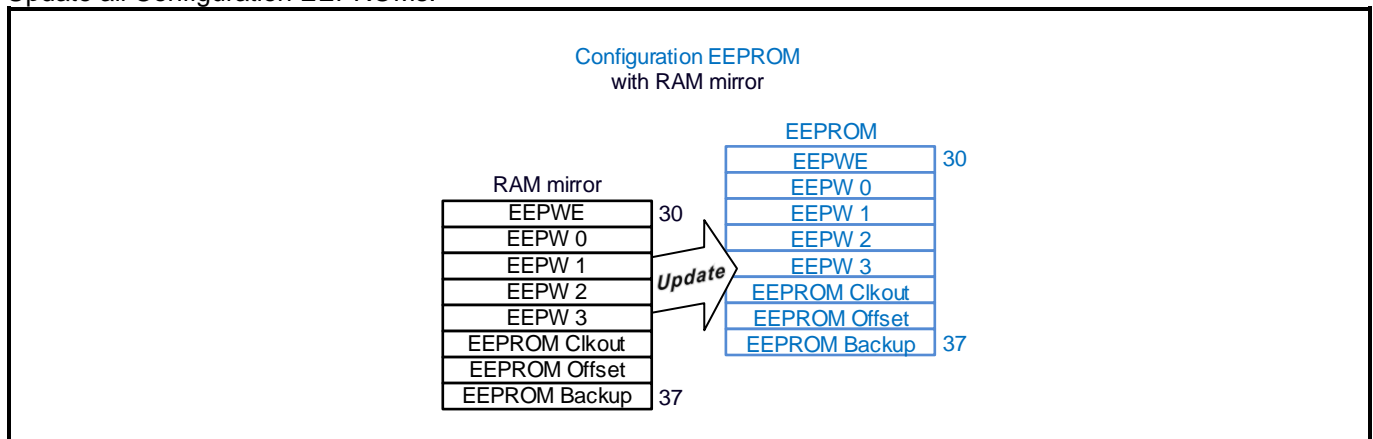 Configuration EEPROM
with RAM mirror
EEPROM
EEPWE 30
EEPW 0
EEPW 1
EEPW 2
EEPW 3
EEPROM Clkout
EEPROM Offset
EEPROM Backup 37
RAM mirror
EEPWE 30
EEPW 0
EEPW 1
EEPW 2
EEPW 3
EEPROM Clkout
EEPROM Offset
EEPROM Backup 37
Update